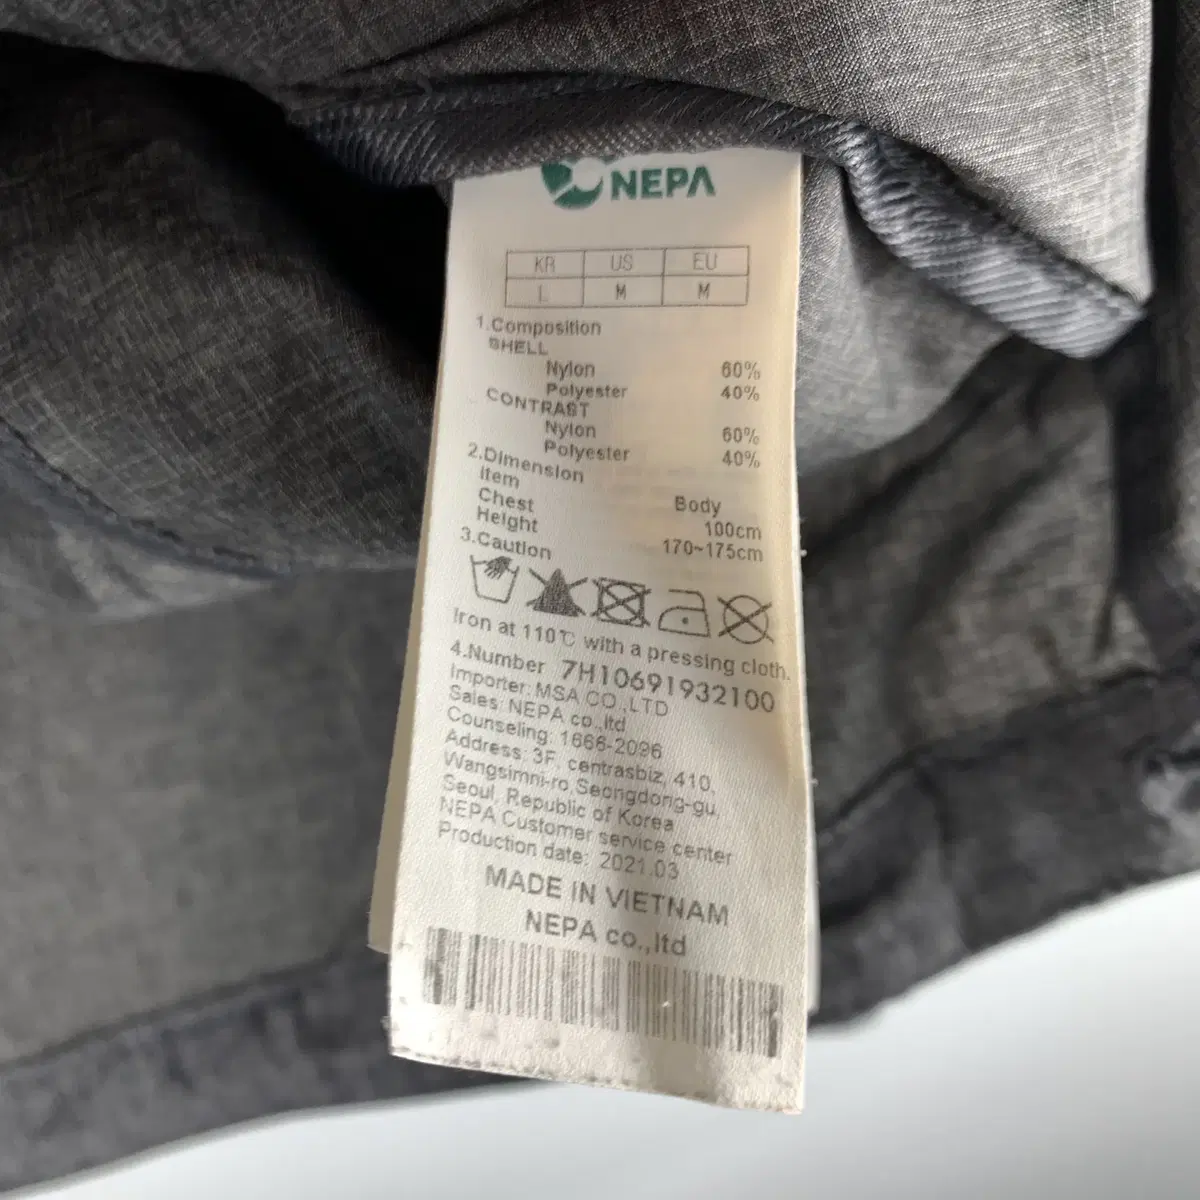 NEPA
KR US EU
L M M
1.Composition
SHELL
Nylon 60%
Polyester 40%
CONTRAST
Nylon 60%
Polyester 40%
2.Dimension
Item Body
Chest 100cm
Height 170~175cm
3.Caution
Iron at 110℃ with a pressing cloth.
4.Number 7H10691932100
Importer: MSA CO.,LTD
Sales: NEPA co.,ltd
Counseling: 1666-2096
Address: 3F, centrasbiz, 410,
Wangsimni-ro, Seongdong-gu,
Seoul, Republic of Korea
NEPA Customer service center
Production date: 2021.03
MADE IN VIETNAM
NEPA co.,ltd